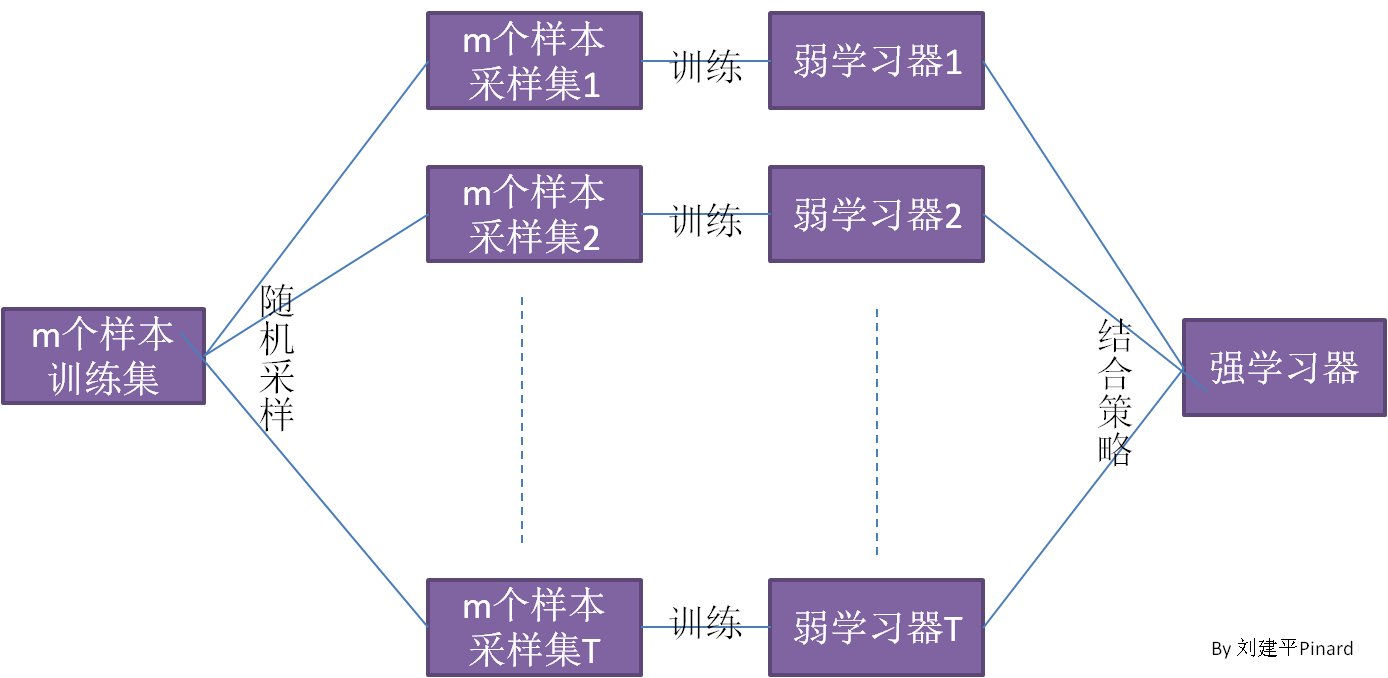 m个样本
采样集1
训练
弱学习器1
m个样本
采样集2
训练
弱学习器2
随机采样
m个样本
训练集
结合策略
强学习器
m个样本
采样集T
训练
弱学习器T
By 刘建平Pinard